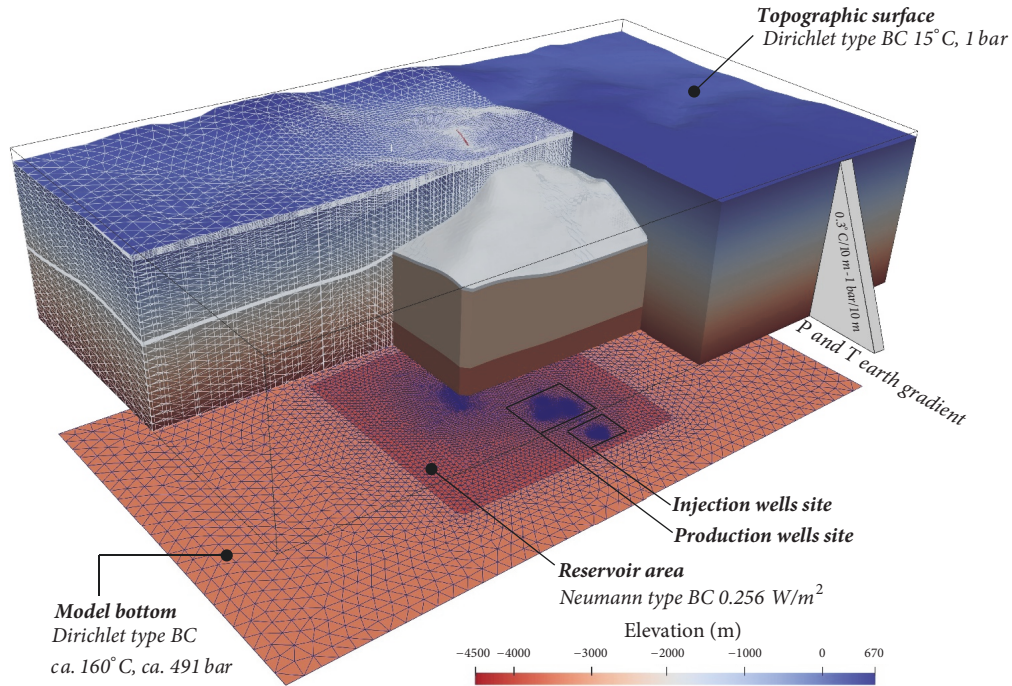 Topographic surface
Dirichlet type BC 15°C, 1 bar
0.3°C/10 m-1 bar/10 m
P and T earth gradient
Injection wells site
Production wells site
Reservoir area
Neumann type BC 0.256 W/m²
Model bottom
Dirichlet type BC
ca. 160°C, ca. 491 bar
Elevation (m)
−4500 −4000 −3000 −2000 −1000 0 670